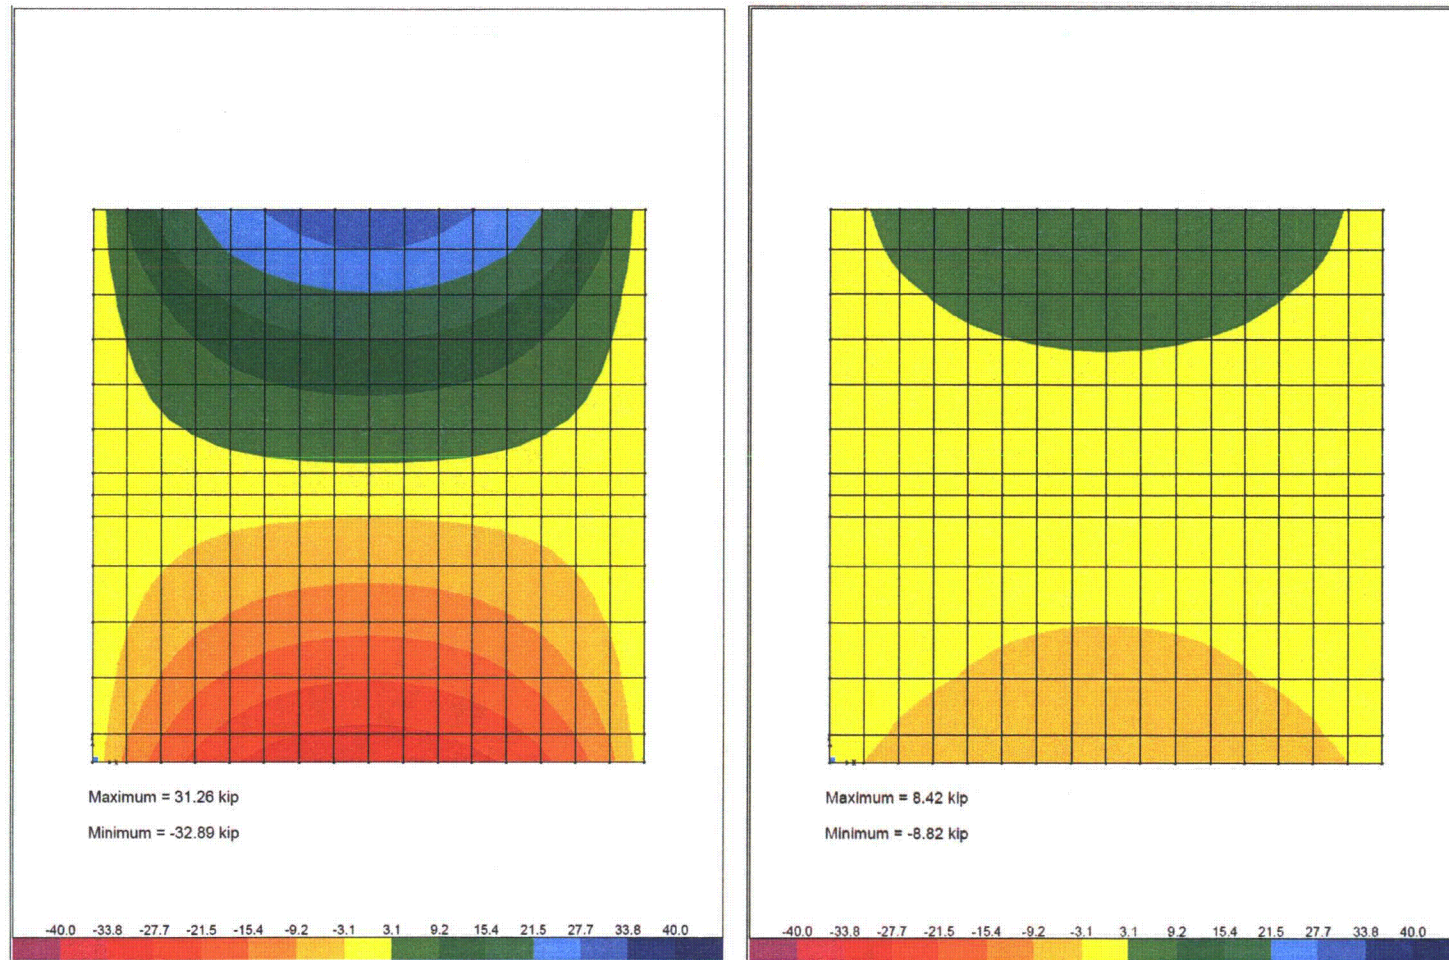 Maximum = 31.26 kip
Minimum = -32.89 kip
-40.0 -33.8 -27.7 -21.5 -15.4 -9.2 -3.1 3.1 9.2 15.4 21.5 27.7 33.8 40.0
Maximum = 8.42 kip
Minimum = -8.82 kip
-40.0 -33.8 -27.7 -21.5 -15.4 -9.2 -3.1 3.1 9.2 15.4 21.5 27.7 33.8 40.0